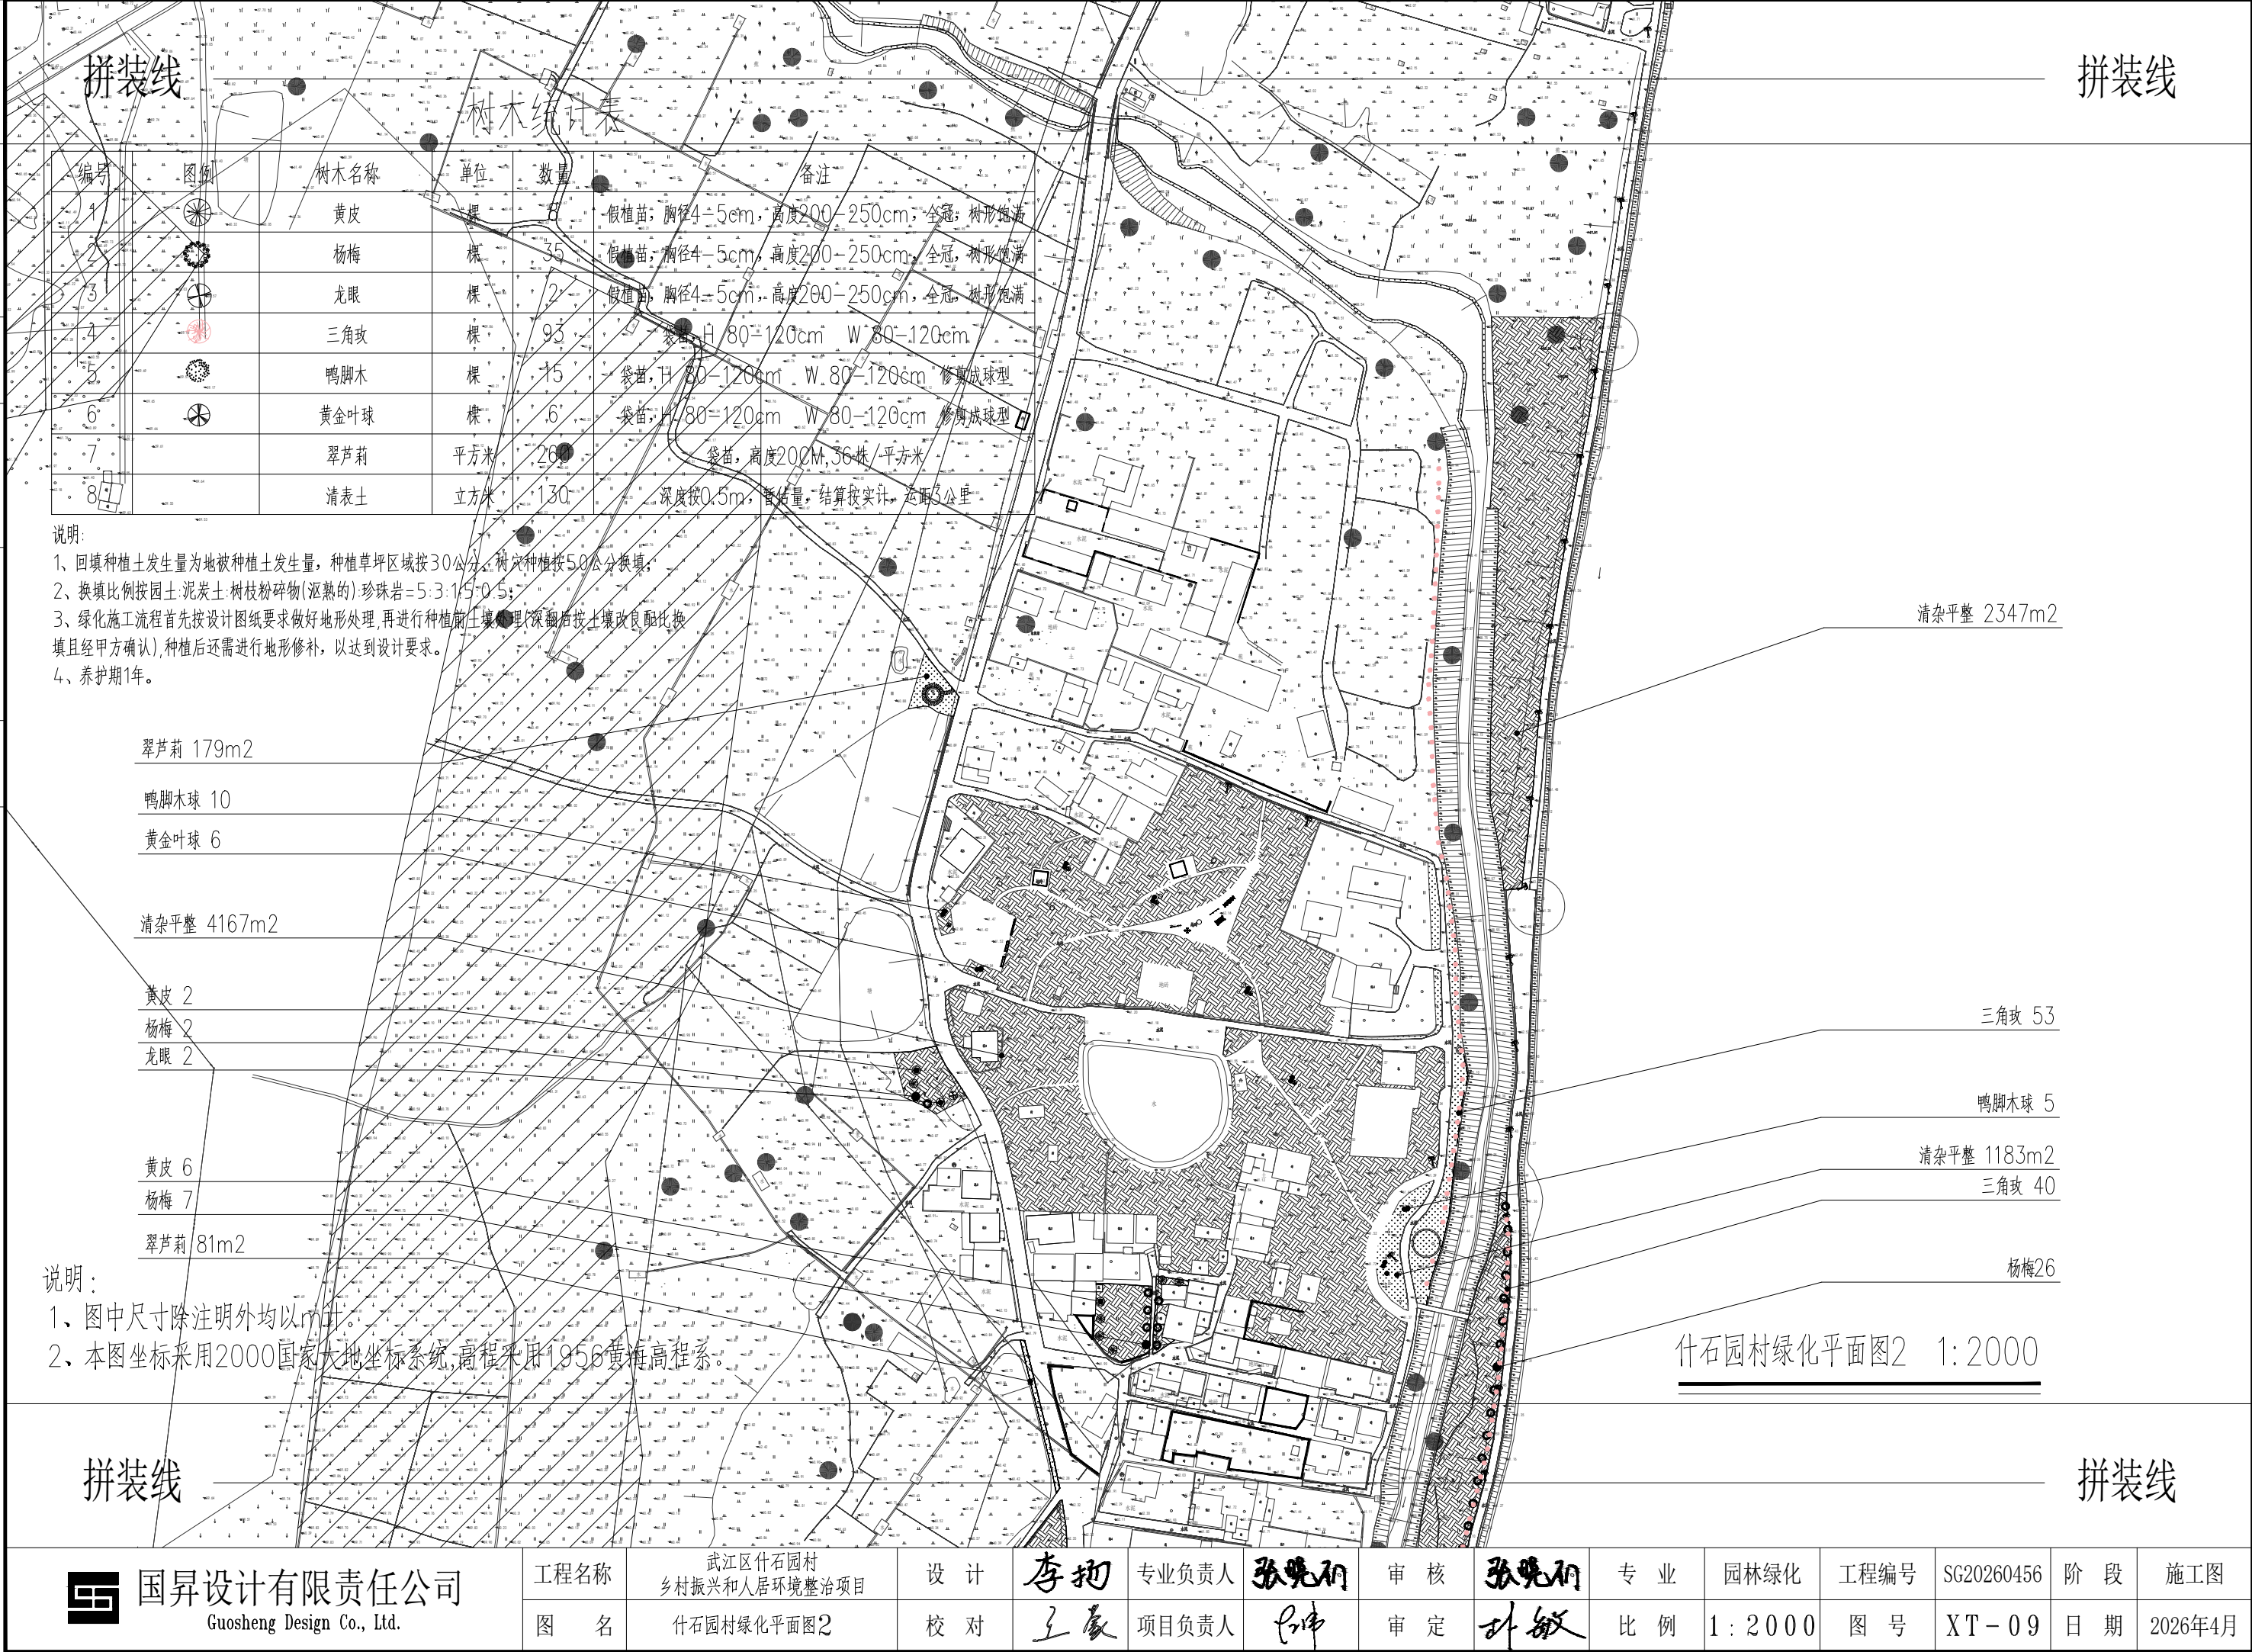 拼装线
拼装线
树木统计表
编号 图例 树木名称 单位 数量 备注
1 黄皮 棵 假植苗，胸径4-5cm，高度200-250cm，全冠，树形饱满
2 杨梅 棵 35 假植苗，胸径4-5cm，高度200-250cm，全冠，树形饱满
3 龙眼 棵 2 假植苗，胸径4-5cm，高度200-250cm，全冠，树形饱满
4 三角玫 棵 93 袋苗，H 80-120cm W 80-120cm
5 鸭脚木 棵 15 袋苗，H 80-120cm W 80-120cm 修剪成球型
6 黄金叶球 棵 6 袋苗，H 80-120cm W 80-120cm 修剪成球型
7 翠芦莉 平方米 260 袋苗，高度20CM,36株/平方米
8 清表土 立方米 130 深度按0.5m，暂估量，结算按实计，运距3公里
说明:
1、回填种植土发生量为地被种植土发生量，种植草坪区域按30公分、树穴种植按50公分换填；
2、换填比例按园土:泥炭土:树枝粉碎物(沤熟的):珍珠岩=5:3:1.5:0.5；
3、绿化施工流程首先按设计图纸要求做好地形处理,再进行种植前土壤处理(深翻后按土壤改良配比换
填且经甲方确认),种植后还需进行地形修补，以达到设计要求。
4、养护期1年。
清杂平整 2347m2
翠芦莉 179m2
鸭脚木球 10
黄金叶球 6
清杂平整 4167m2
黄皮 2
杨梅 2
龙眼 2
三角玫 53
鸭脚木球 5
清杂平整 1183m2
三角玫 40
杨梅26
黄皮 6
杨梅 7
翠芦莉 81m2
说明：
1、图中尺寸除注明外均以m计。
2、本图坐标采用2000国家大地坐标系统,高程采用1956黄海高程系。
什石园村绿化平面图2 1:2000
拼装线
拼装线
国昇设计有限责任公司
Guosheng Design Co., Ltd.
工程名称 武江区什石园村
乡村振兴和人居环境整治项目
设 计 李扬 专业负责人 审 核 专 业 园林绿化 工程编号 SG20260456 阶 段 施工图
图 名 什石园村绿化平面图2 校 对 项目负责人 审 定 比 例 1:2000 图 号 XT-09 日 期 2026年4月